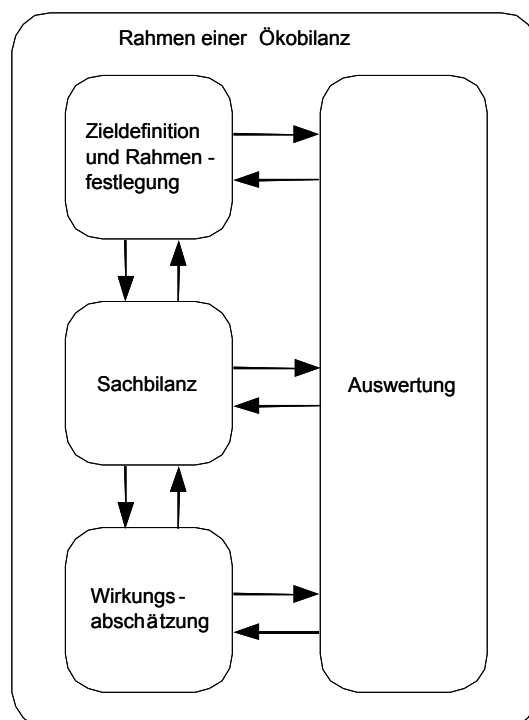 Rahmen einer Ökobilanz
Zieldefinition
und Rahmen -
festlegung
Sachbilanz
Auswertung
Wirkungs -
abschätzung